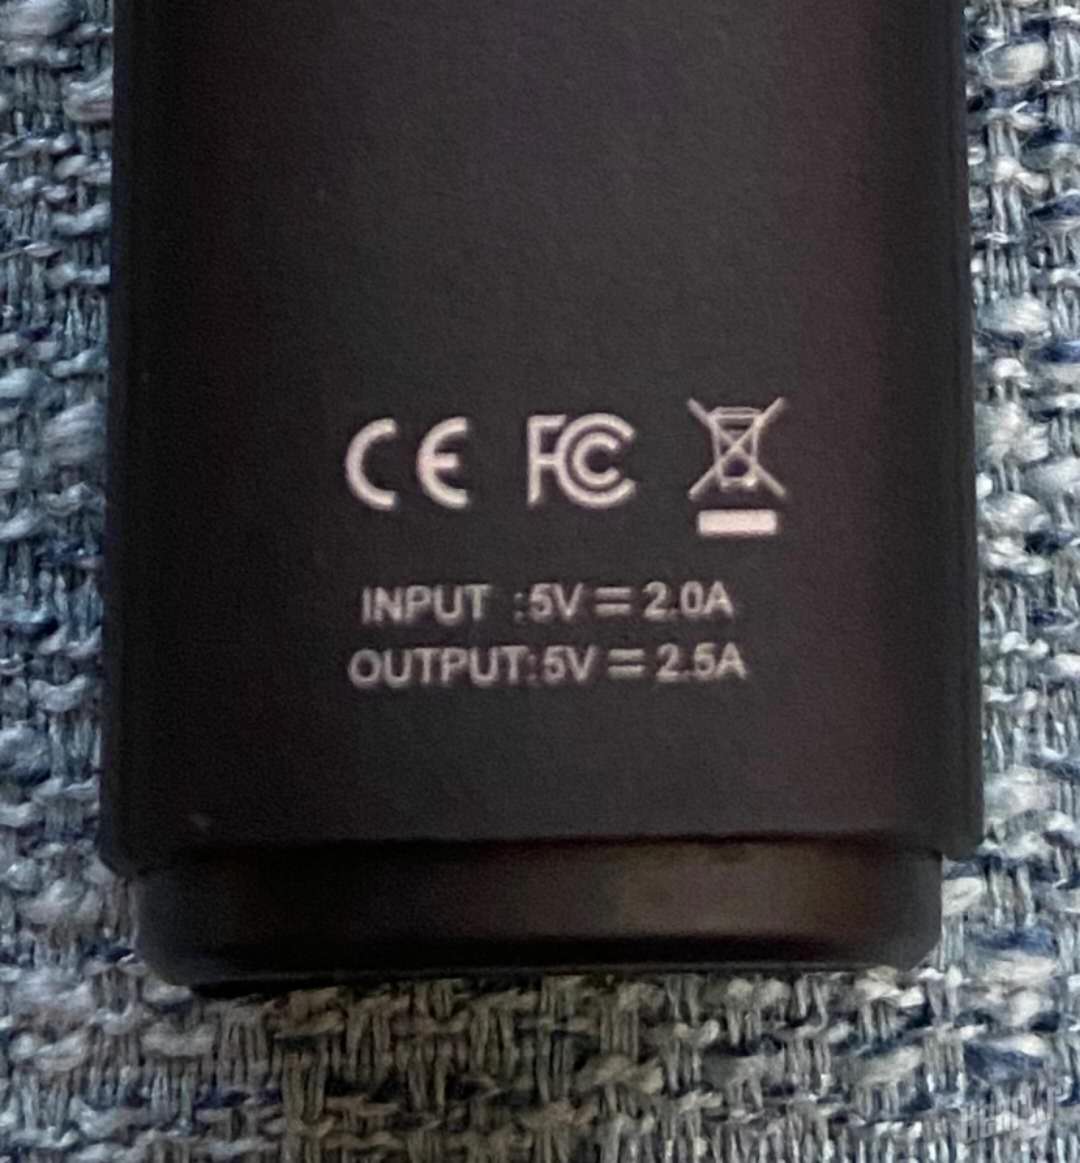 CE FC
INPUT :5V⎓2.0A
OUTPUT:5V⎓2.5A